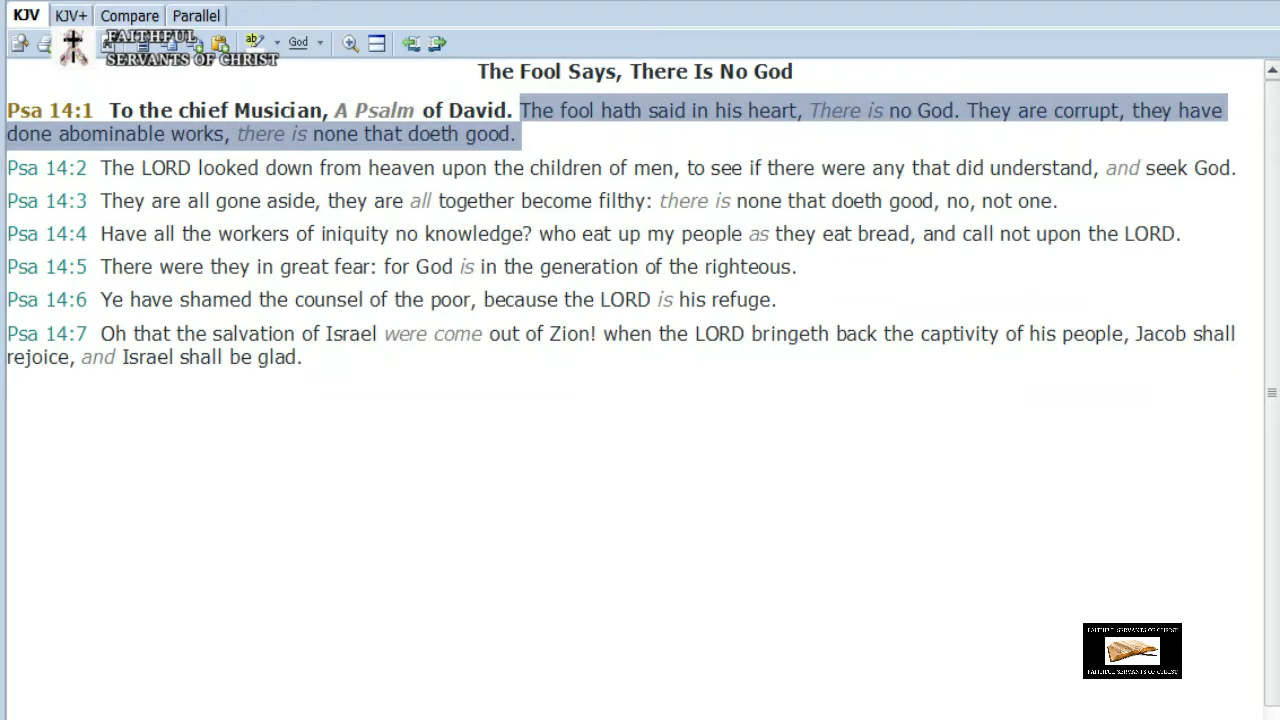 KJV KJV+ Compare Parallel
FAITHFUL
SERVANTS OF CHRIST
ab God
The Fool Says, There Is No God
Psa 14:1 To the chief Musician, A Psalm of David. The fool hath said in his heart, There is no God. They are corrupt, they have
done abominable works, there is none that doeth good.
Psa 14:2 The LORD looked down from heaven upon the children of men, to see if there were any that did understand, and seek God.
Psa 14:3 They are all gone aside, they are all together become filthy: there is none that doeth good, no, not one.
Psa 14:4 Have all the workers of iniquity no knowledge? who eat up my people as they eat bread, and call not upon the LORD.
Psa 14:5 There were they in great fear: for God is in the generation of the righteous.
Psa 14:6 Ye have shamed the counsel of the poor, because the LORD is his refuge.
Psa 14:7 Oh that the salvation of Israel were come out of Zion! when the LORD bringeth back the captivity of his people, Jacob shall
rejoice, and Israel shall be glad.
FAITHFUL SERVANTS OF CHRIST
FAITHFUL SERVANTS OF CHRIST